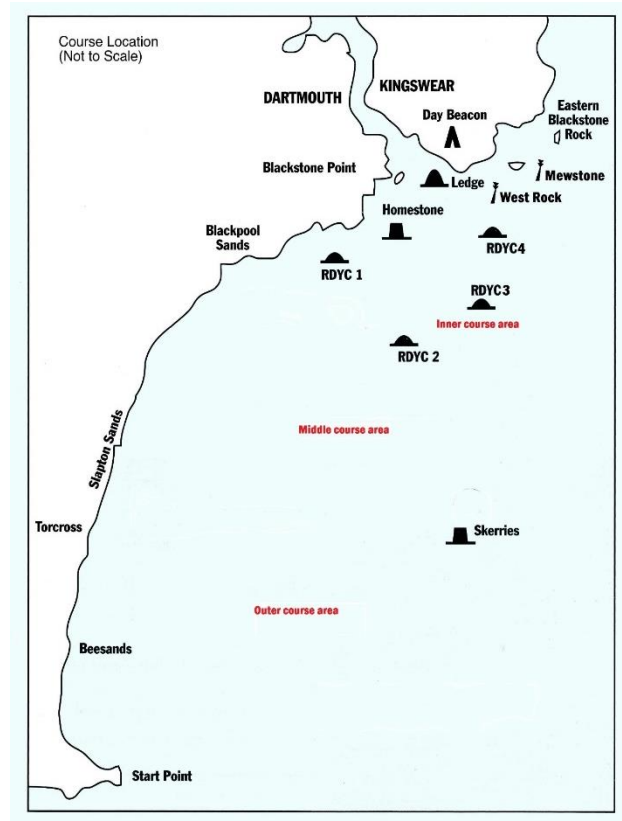 Course Location
(Not to Scale)
KINGSWEAR
DARTMOUTH
Day Beacon
Eastern
Blackstone
Rock
Blackstone Point
Mewstone
Ledge
West Rock
Homestone
Blackpool
Sands
RDYC4
RDYC 1
RDYC3
Inner course area
RDYC 2
Slapton Sands
Middle course area
Torcross
Skerries
Outer course area
Beesands
Start Point